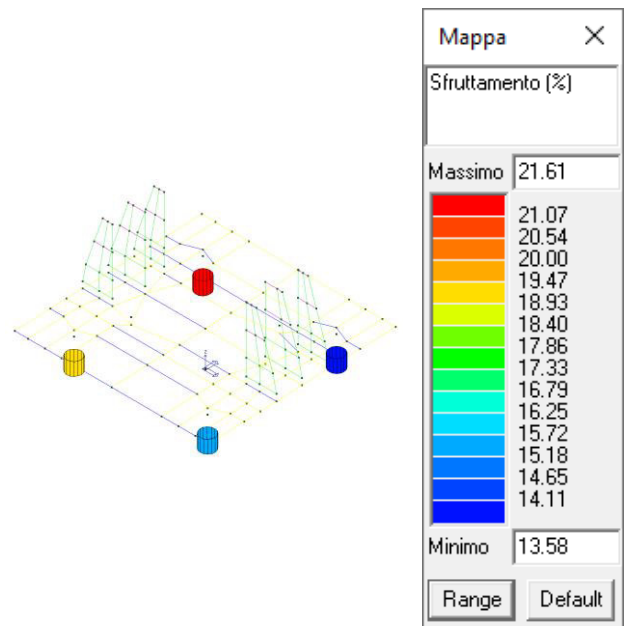 Mappa
Sfruttamento (%)
Massimo 21.61
21.07
20.54
20.00
19.47
18.93
18.40
17.86
17.33
16.79
16.25
15.72
15.18
14.65
14.11
Minimo 13.58
Range Default